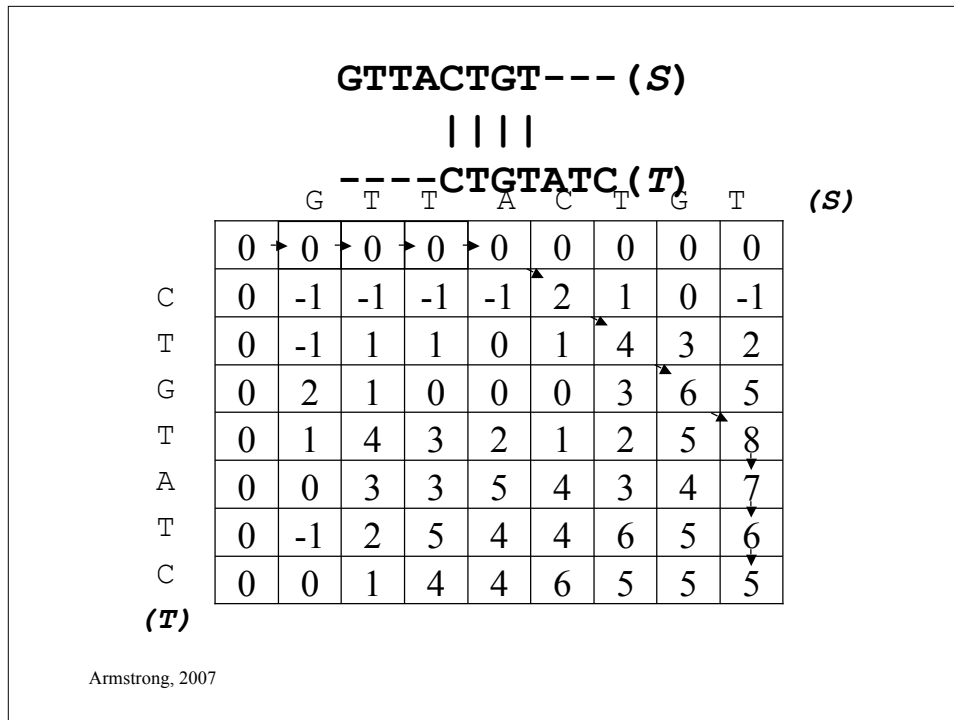 GTTACTGT---(S)
||||
----CTGTATC(T)
G T T A C T G T (S)
0 0 0 0 0 0 0 0 0
C 0 -1 -1 -1 -1 2 1 0 -1
T 0 -1 1 1 0 1 4 3 2
G 0 2 1 0 0 0 3 6 5
T 0 1 4 3 2 1 2 5 8
A 0 0 3 3 5 4 3 4 7
T 0 -1 2 5 4 4 6 5 6
C 0 0 1 4 4 6 5 5 5
(T)
Armstrong, 2007